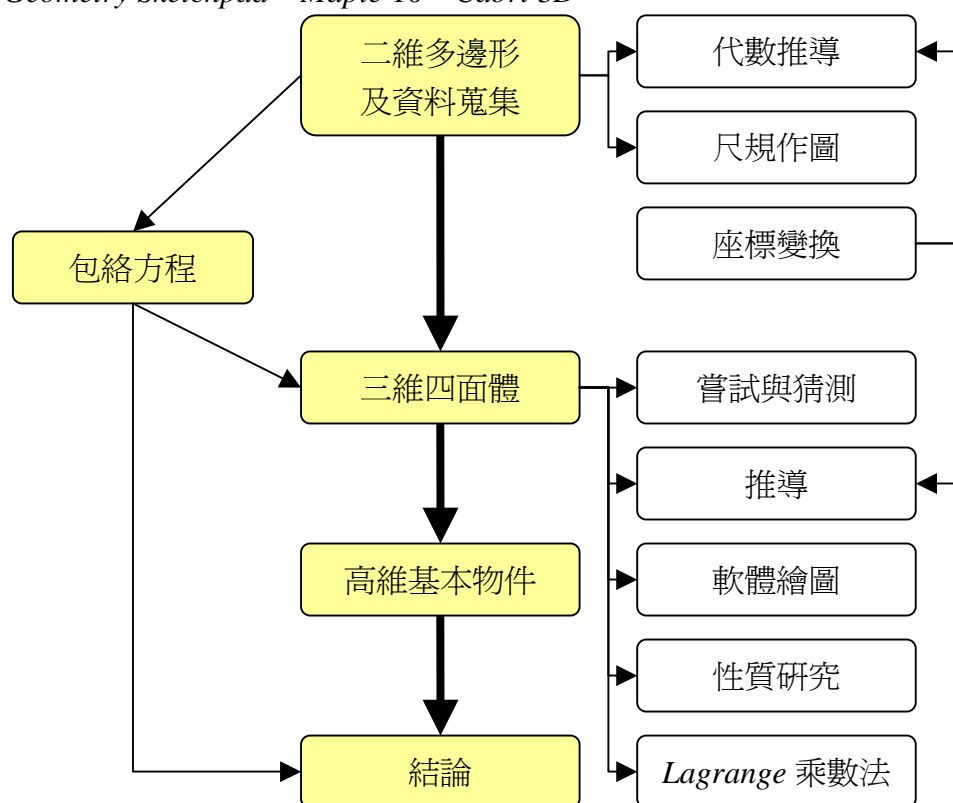 Geometry Sketchpad Maple 10 Cabri 3D
二維多邊形
及資料蒐集
代數推導
尺規作圖
座標變換
包絡方程
三維四面體
嘗試與猜測
推導
高維基本物件
軟體繪圖
性質研究
結論
Lagrange 乘數法